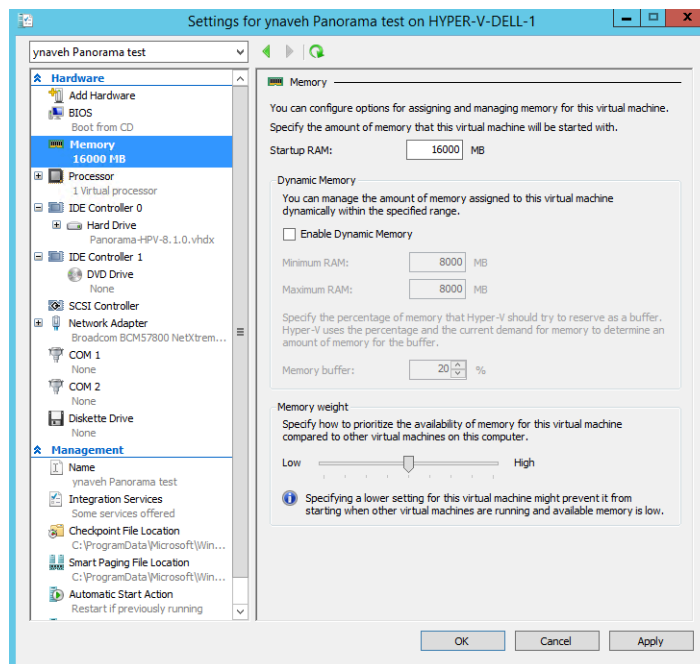 Settings for ynaveh Panorama test on HYPER-V-DELL-1
ynaveh Panorama test
Hardware
Add Hardware
BIOS
Boot from CD
Memory
16000 MB
Processor
1 Virtual processor
IDE Controller 0
Hard Drive
Panorama-HPV-8.1.0.vhdx
IDE Controller 1
DVD Drive
None
SCSI Controller
Network Adapter
Broadcom BCM57800 NetXtrem...
COM 1
None
COM 2
None
Diskette Drive
None
Management
Name
ynaveh Panorama test
Integration Services
Some services offered
Checkpoint File Location
C:\ProgramData\Microsoft\Win...
Smart Paging File Location
C:\ProgramData\Microsoft\Win...
Automatic Start Action
Restart if previously running
Memory
You can configure options for assigning and managing memory for this virtual machine.
Specify the amount of memory that this virtual machine will be started with.
Startup RAM: 16000 MB
Dynamic Memory
You can manage the amount of memory assigned to this virtual machine
dynamically within the specified range.
Enable Dynamic Memory
Minimum RAM: 8000 MB
Maximum RAM: 8000 MB
Specify the percentage of memory that Hyper-V should try to reserve as a buffer.
Hyper-V uses the percentage and the current demand for memory to determine an
amount of memory for the buffer.
Memory buffer: 20 %
Memory weight
Specify how to prioritize the availability of memory for this virtual machine
compared to other virtual machines on this computer.
Low High
Specifying a lower setting for this virtual machine might prevent it from
starting when other virtual machines are running and available memory is low.
OK Cancel Apply